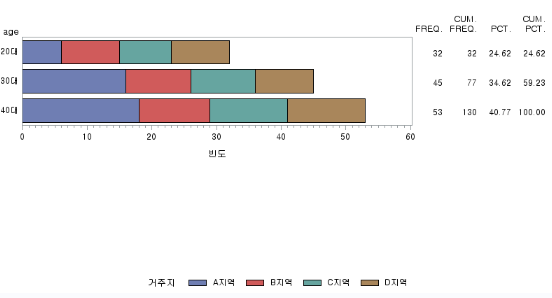 CUM. CUM.
age FREQ. FREQ. PCT. PCT.
20대 32 32 24.62 24.62
30대 45 77 34.62 59.23
40대 53 130 40.77 100.00
0 10 20 30 40 50 60
빈도
거주지 A지역 B지역 C지역 D지역